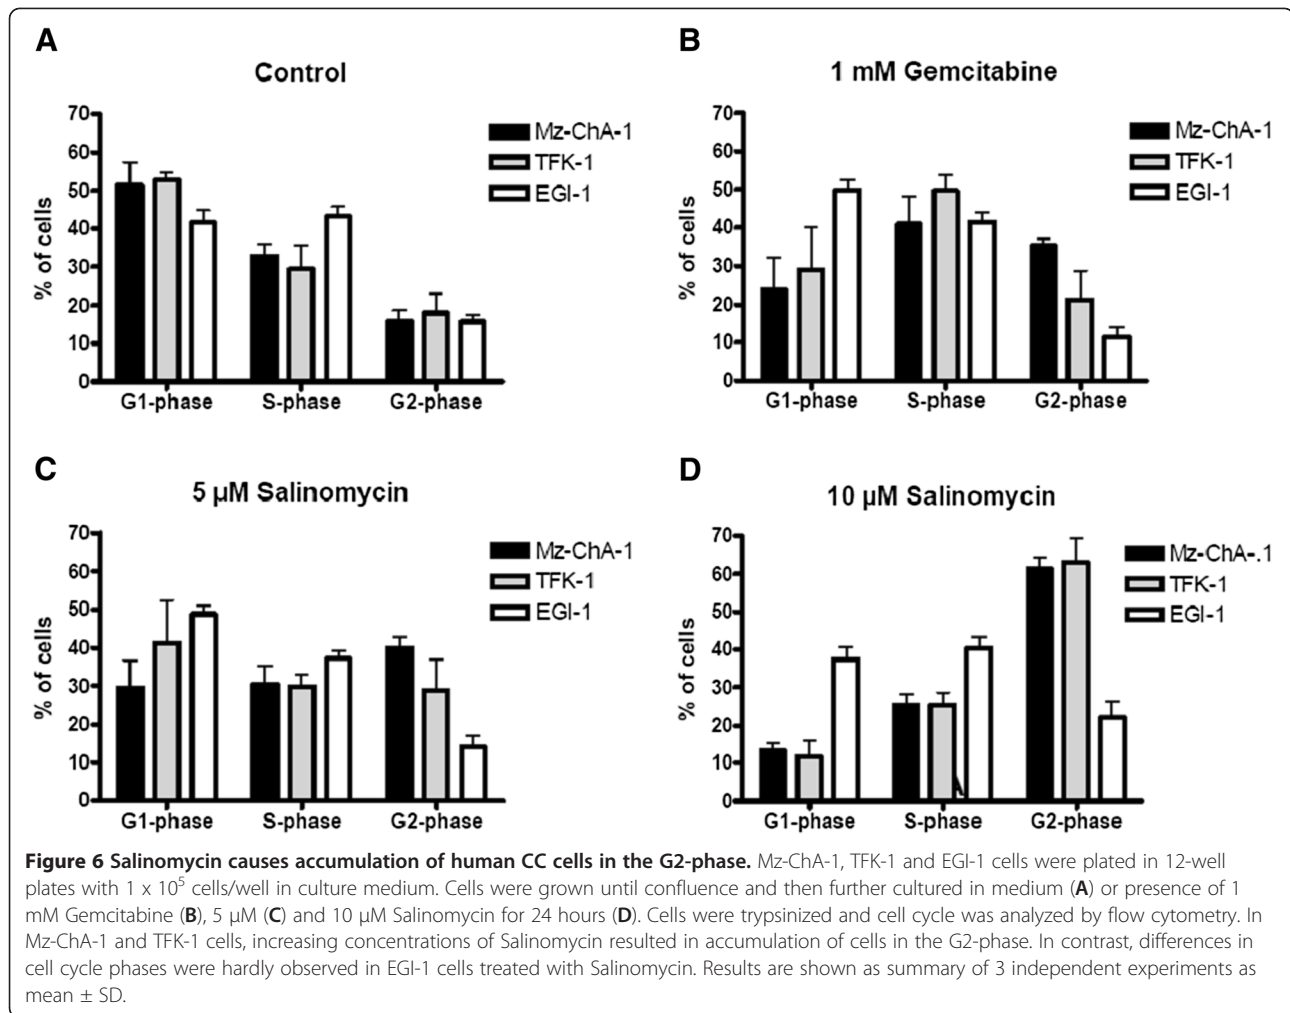 A
Control
70
60
50
40
30
20
10
0
% of cells
G1-phase S-phase G2-phase
Mz-ChA-1
TFK-1
EGI-1
B
1 mM Gemcitabine
70
60
50
40
30
20
10
0
% of cells
G1-phase S-phase G2-phase
Mz-ChA-1
TFK-1
EGI-1
C
5 µM Salinomycin
70
60
50
40
30
20
10
0
% of cells
G1-phase S-phase G2-phase
Mz-ChA-1
TFK-1
EGI-1
D
10 µM Salinomycin
70
60
50
40
30
20
10
0
% of cells
G1-phase S-phase G2-phase
Mz-ChA-.1
TFK-1
EGI-1
Figure 6 Salinomycin causes accumulation of human CC cells in the G2-phase. Mz-ChA-1, TFK-1 and EGI-1 cells were plated in 12-well
plates with 1 x 10⁵ cells/well in culture medium. Cells were grown until confluence and then further cultured in medium (A) or presence of 1
mM Gemcitabine (B), 5 µM (C) and 10 µM Salinomycin for 24 hours (D). Cells were trypsinized and cell cycle was analyzed by flow cytometry. In
Mz-ChA-1 and TFK-1 cells, increasing concentrations of Salinomycin resulted in accumulation of cells in the G2-phase. In contrast, differences in
cell cycle phases were hardly observed in EGI-1 cells treated with Salinomycin. Results are shown as summary of 3 independent experiments as
mean ± SD.